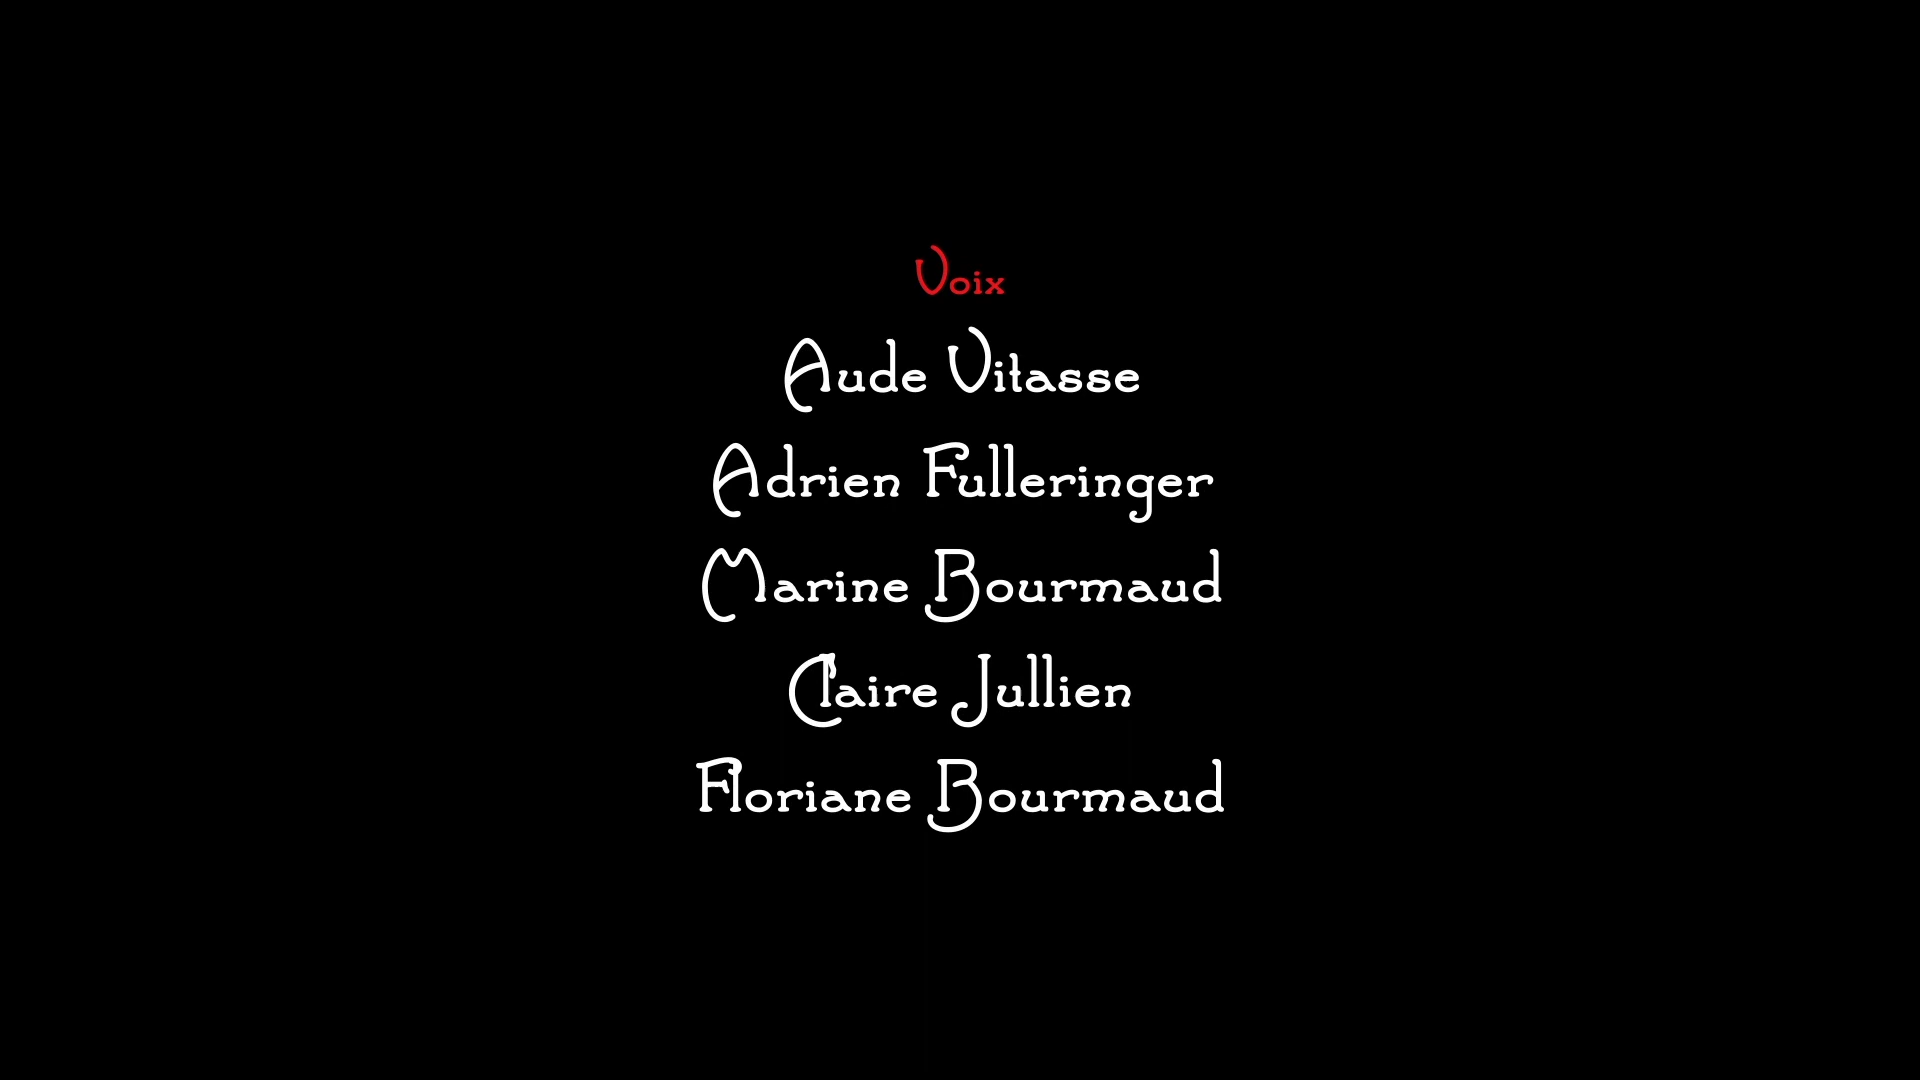 Voix
Aude Vitasse
Adrien Fulleringer
Marine Bourmaud
Claire Jullien
Floriane Bourmaud